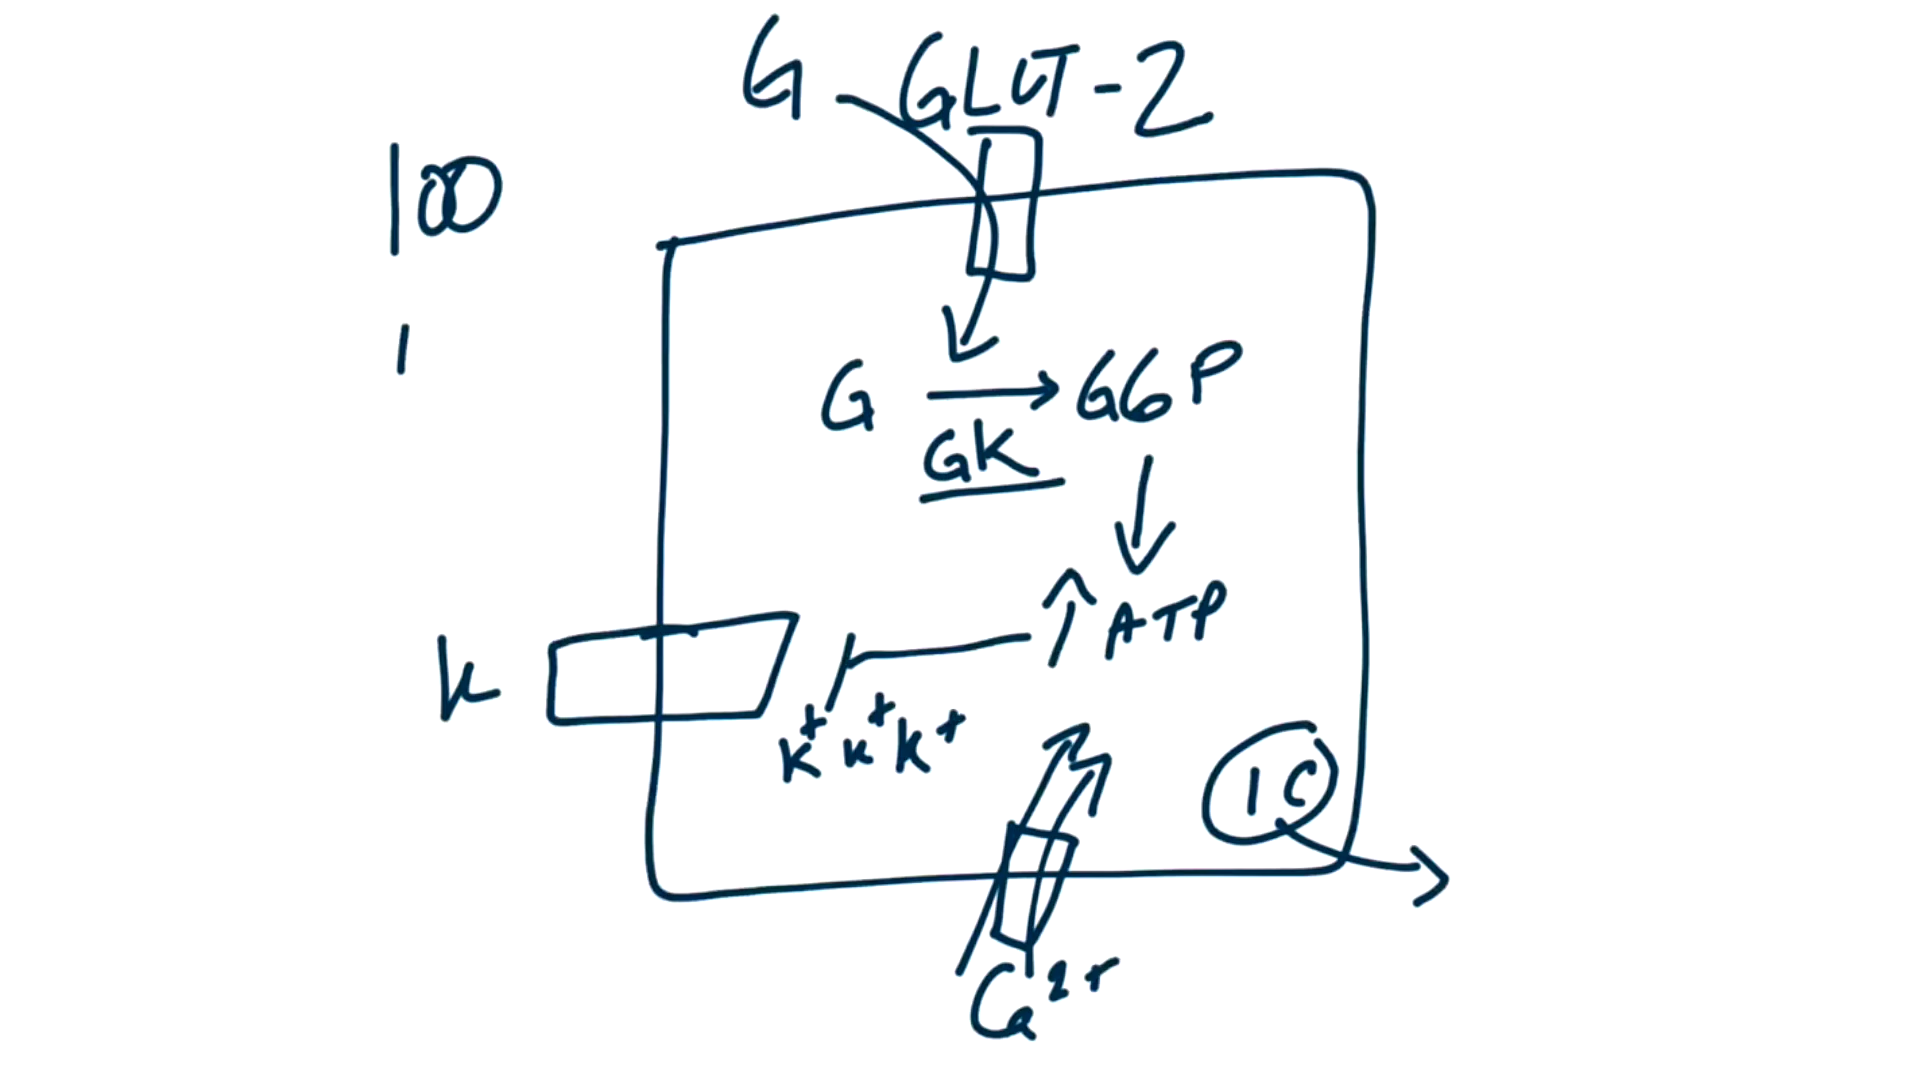 G GLUT-2
100
1
G → G6P
GK
↑ ATP
K
K+ K+ K+
IC
Ca2+